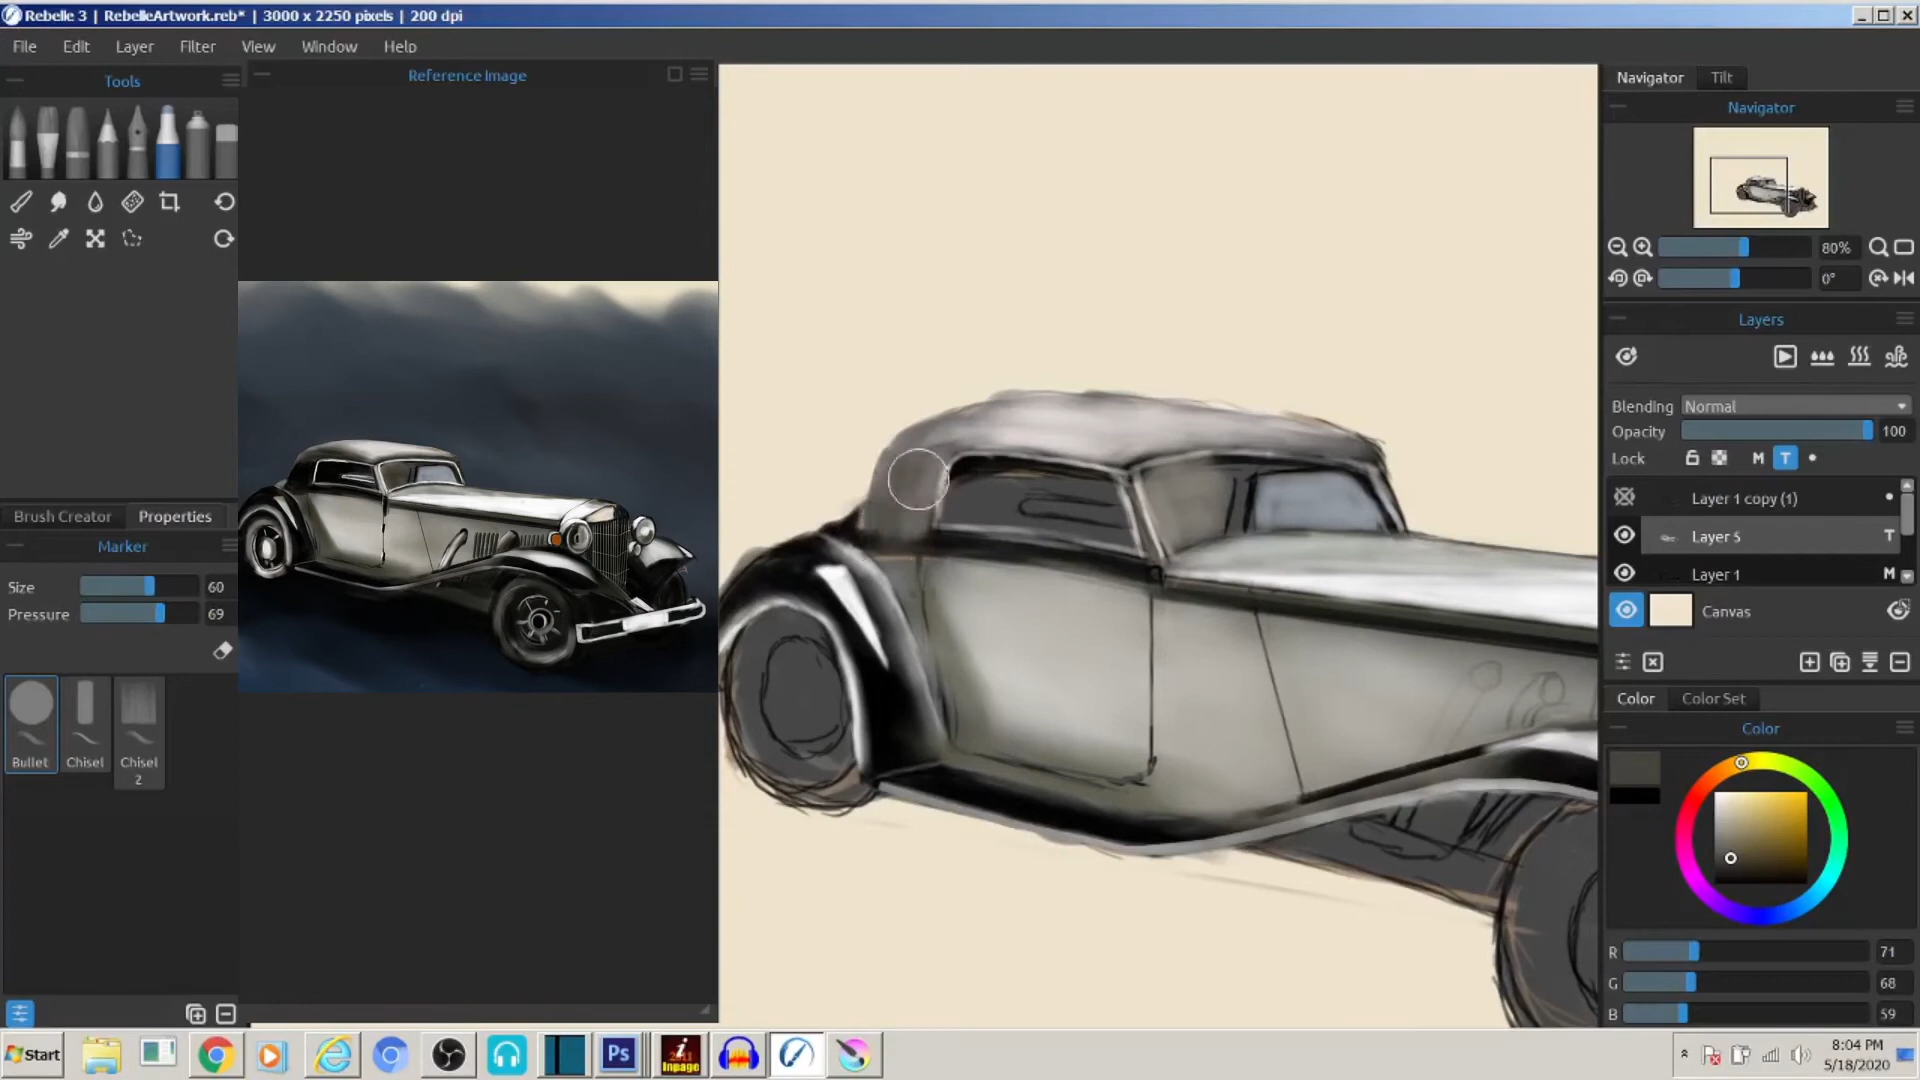 Rebelle 3 | RebelleArtwork.reb* | 3000 x 2250 pixels | 200 dpi
File Edit Layer Filter View Window Help
Tools
Reference Image
Navigator Tilt
Navigator
80%
0°
Layers
Blending Normal
Opacity 100
Lock M T
Layer 1 copy (1)
Layer 5 T
Layer 1 M
Canvas
Brush Creator Properties
Marker
Size 60
Pressure 69
Bullet Chisel Chisel 2
Color Color Set
Color
R 71
G 68
B 59
Start
Ps
Inpage
8:04 PM
5/18/2020